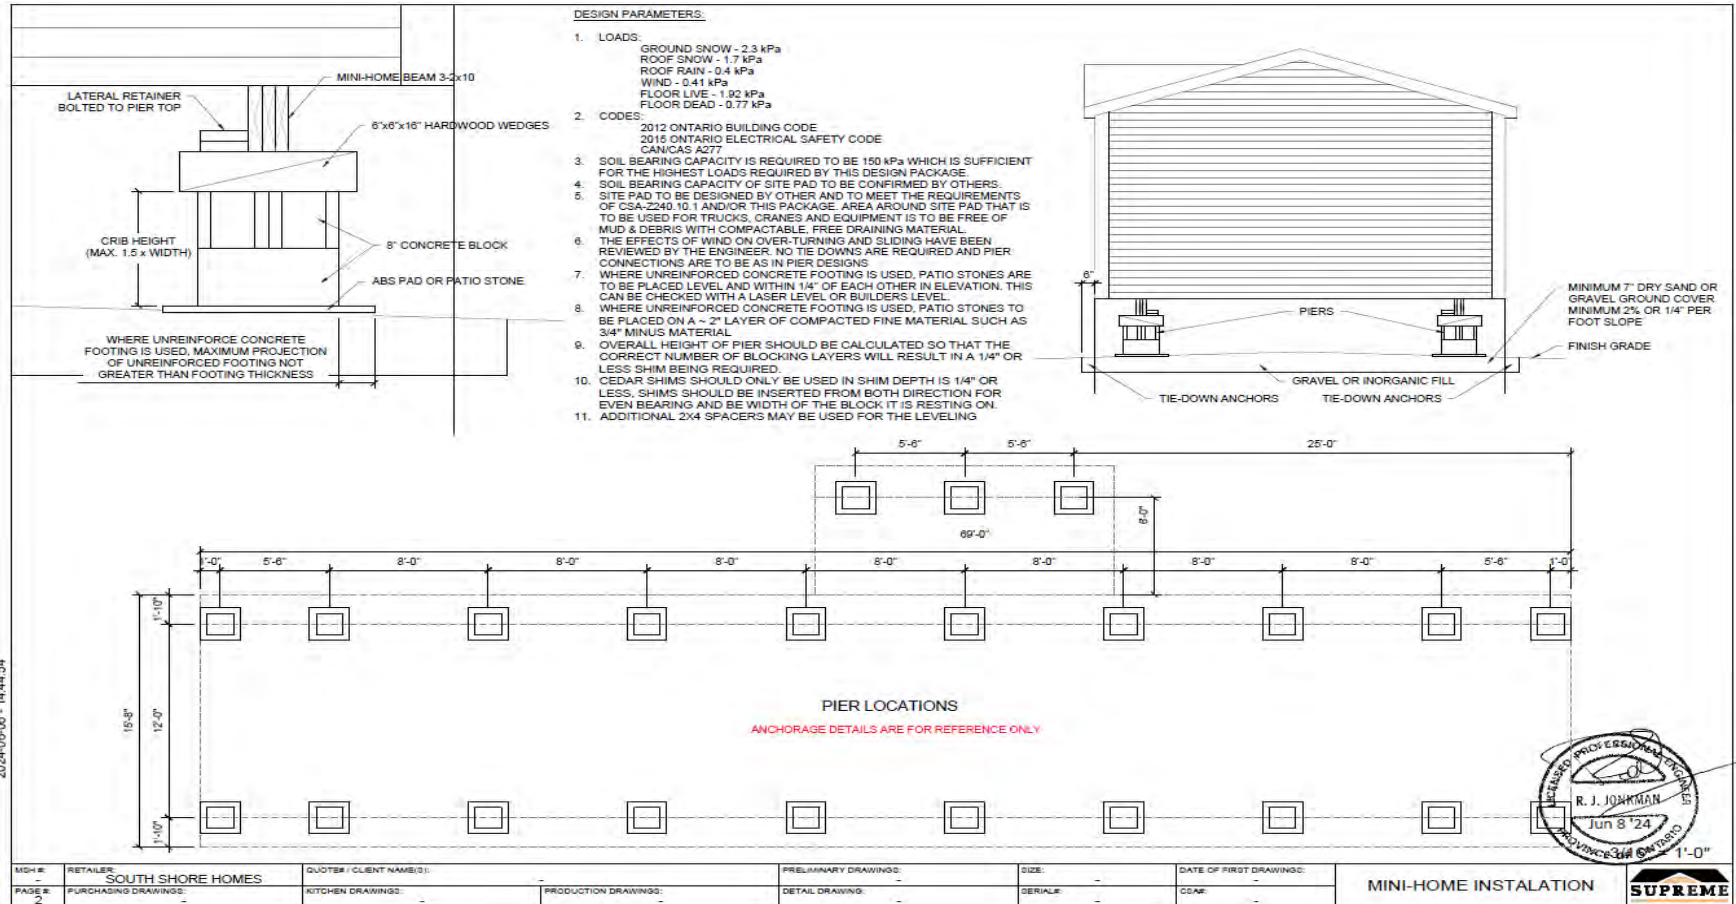 DESIGN PARAMETERS:
1. LOADS:
GROUND SNOW - 2.3 kPa
ROOF SNOW - 1.7 kPa
ROOF RAIN - 0.4 kPa
WIND - 0.41 kPa
FLOOR LIVE - 1.92 kPa
FLOOR DEAD - 0.77 kPa
2. CODES:
2012 ONTARIO BUILDING CODE
2015 ONTARIO ELECTRICAL SAFETY CODE
CAN/CAS A277
3. SOIL BEARING CAPACITY IS REQUIRED TO BE 150 kPa WHICH IS SUFFICIENT
FOR THE HIGHEST LOADS REQUIRED BY THIS DESIGN PACKAGE.
4. SOIL BEARING CAPACITY OF SITE PAD TO BE CONFIRMED BY OTHERS.
5. SITE PAD TO BE DESIGNED BY OTHER AND TO MEET THE REQUIREMENTS
OF CSA-Z240.10.1 AND/OR THIS PACKAGE. AREA AROUND SITE PAD THAT IS
TO BE USED FOR TRUCKS, CRANES AND EQUIPMENT IS TO BE FREE OF
MUD & DEBRIS WITH COMPACTABLE, FREE DRAINING MATERIAL.
6. THE EFFECTS OF WIND ON OVER-TURNING AND SLIDING HAVE BEEN
REVIEWED BY THE ENGINEER. NO TIE DOWNS ARE REQUIRED AND PIER
CONNECTIONS ARE TO BE AS IN PIER DESIGNS
7. WHERE UNREINFORCED CONCRETE FOOTING IS USED, PATIO STONES ARE
TO BE PLACED LEVEL AND WITHIN 1/4" OF EACH OTHER IN ELEVATION. THIS
CAN BE CHECKED WITH A LASER LEVEL OR BUILDERS LEVEL.
8. WHERE UNREINFORCED CONCRETE FOOTING IS USED, PATIO STONES TO
BE PLACED ON A ~ 2" LAYER OF COMPACTED FINE MATERIAL SUCH AS
3/4" MINUS MATERIAL
9. OVERALL HEIGHT OF PIER SHOULD BE CALCULATED SO THAT THE
CORRECT NUMBER OF BLOCKING LAYERS WILL RESULT IN A 1/4" OR
LESS SHIM BEING REQUIRED.
10. CEDAR SHIMS SHOULD ONLY BE USED IN SHIM DEPTH IS 1/4" OR
LESS, SHIMS SHOULD BE INSERTED FROM BOTH DIRECTION FOR
EVEN BEARING AND BE WIDTH OF THE BLOCK IT IS RESTING ON.
11. ADDITIONAL 2X4 SPACERS MAY BE USED FOR THE LEVELING
MINI-HOME BEAM 3-2x10
LATERAL RETAINER
BOLTED TO PIER TOP
6"x6"x16" HARDWOOD WEDGES
CRIB HEIGHT
(MAX. 1.5 x WIDTH)
8" CONCRETE BLOCK
ABS PAD OR PATIO STONE
WHERE UNREINFORCE CONCRETE
FOOTING IS USED, MAXIMUM PROJECTION
OF UNREINFORCED FOOTING NOT
GREATER THAN FOOTING THICKNESS
6"
PIERS
MINIMUM 7" DRY SAND OR
GRAVEL GROUND COVER
MINIMUM 2% OR 1/4" PER
FOOT SLOPE
FINISH GRADE
GRAVEL OR INORGANIC FILL
TIE-DOWN ANCHORS TIE-DOWN ANCHORS
5'-6" 5'-6" 25'-0"
69'-0"
1'-0" 5'-6" 8'-0" 8'-0" 8'-0" 8'-0" 8'-0" 8'-0" 8'-0" 5'-6" 1'-0"
1'-10"
15'-8"
12'-0"
1'-10"
PIER LOCATIONS
ANCHORAGE DETAILS ARE FOR REFERENCE ONLY
LICENSED PROFESSIONAL ENGINEER
R. J. JONKMAN
Jun 8 '24
PROVINCE OF ONTARIO
3/16" = 1'-0"
MSH #: - RETAILER: SOUTH SHORE HOMES QUOTE# / CLIENT NAME(S): - PRELIMINARY DRAWINGS: - SIZE: - DATE OF FIRST DRAWINGS: -
PAGE #: 2 PURCHASING DRAWINGS: - KITCHEN DRAWINGS: - PRODUCTION DRAWINGS: - DETAIL DRAWING: - SERIAL#: - CSA#: -
MINI-HOME INSTALATION
SUPREME